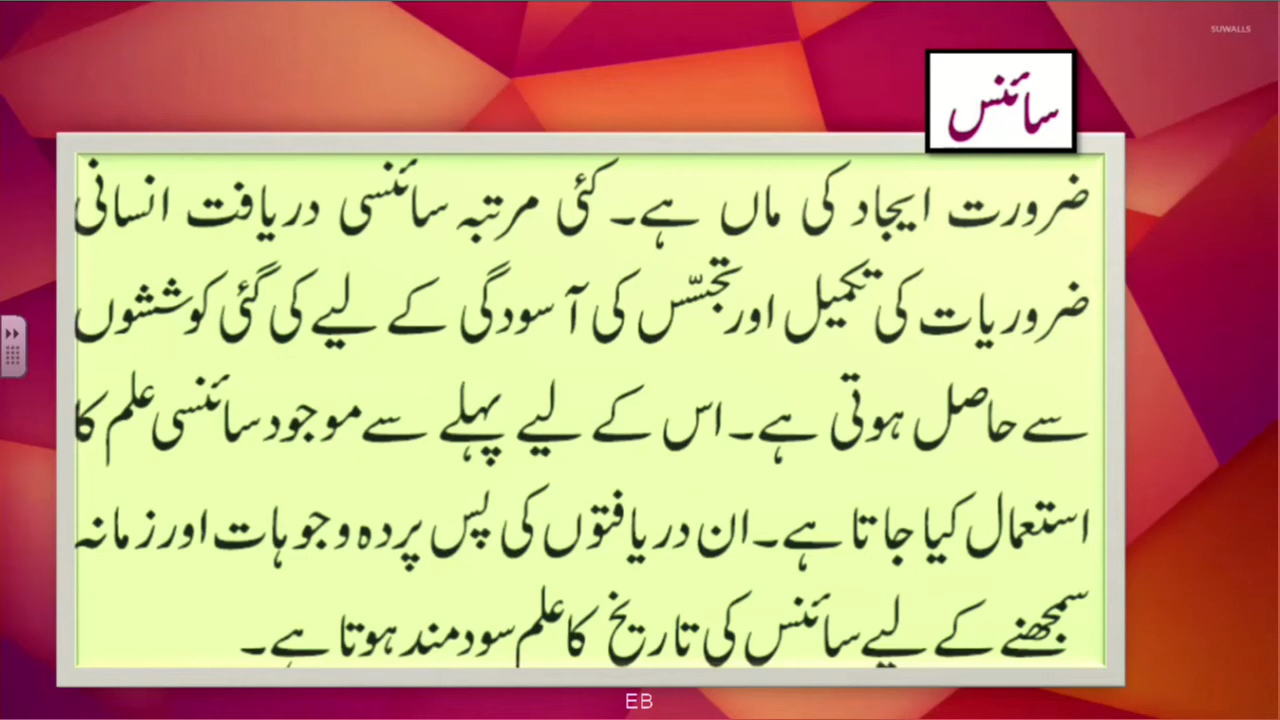 SUWALLS
سائنس
ضرورت ایجاد کی ماں ہے۔ کئی مرتبہ سائنسی دریافت انسانی
ضروریات کی تکمیل اور تجسّس کی آسودگی کے لیے کی گئی کوششوں
سے حاصل ہوتی ہے۔ اس کے لیے پہلے سے موجود سائنسی علم کا
استعمال کیا جاتا ہے۔ ان دریافتوں کی پس پردہ وجوہات اور زمانہ
سمجھنے کے لیے سائنس کی تاریخ کا علم سودمند ہوتا ہے۔
EB